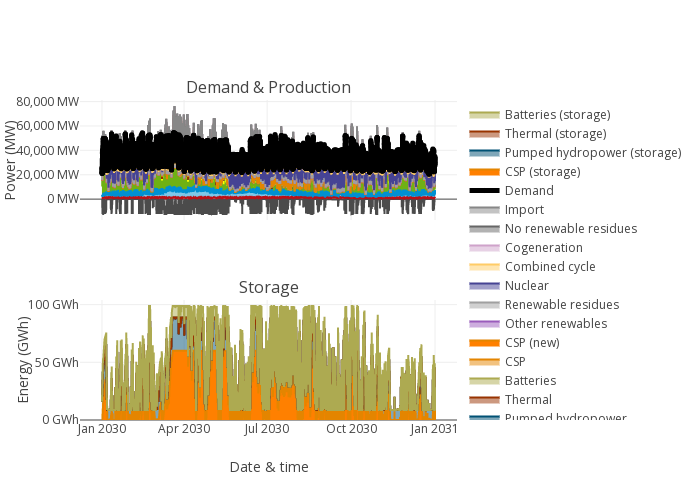 Demand & Production
80,000 MW
60,000 MW
40,000 MW
20,000 MW
0 MW
Power (MW)
Storage
100 GWh
50 GWh
0 GWh
Energy (GWh)
Jan 2030
Apr 2030
Jul 2030
Oct 2030
Jan 2031
Date & time
Batteries (storage)
Thermal (storage)
Pumped hydropower (storage)
CSP (storage)
Demand
Import
No renewable residues
Cogeneration
Combined cycle
Nuclear
Renewable residues
Other renewables
CSP (new)
CSP
Batteries
Thermal
Pumped hydropower